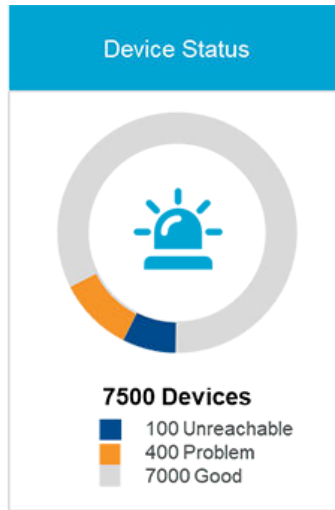 Device Status
7500 Devices
100 Unreachable
400 Problem
7000 Good